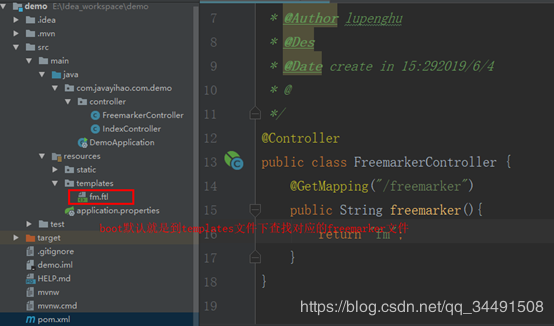 demo E:\Idea_workspace\demo
.idea
.mvn
src
main
java
com.javayihao.com.demo
controller
FreemarkerController
IndexController
DemoApplication
resources
static
templates
fm.ftl
application.properties
test
target
.gitignore
demo.iml
HELP.md
mvnw
mvnw.cmd
pom.xml
boot默认就是到templates文件下查找对应的freemarker文件
7 * @Author lupenghu
8 * @Des
9 * @Date create in 15:292019/6/4
10 * @
11 */
12 @Controller
13 public class FreemarkerController {
14 @GetMapping("/freemarker")
15 public String freemarker(){
16 return "fm";
17 }
18 }
19
https://blog.csdn.net/qq_34491508